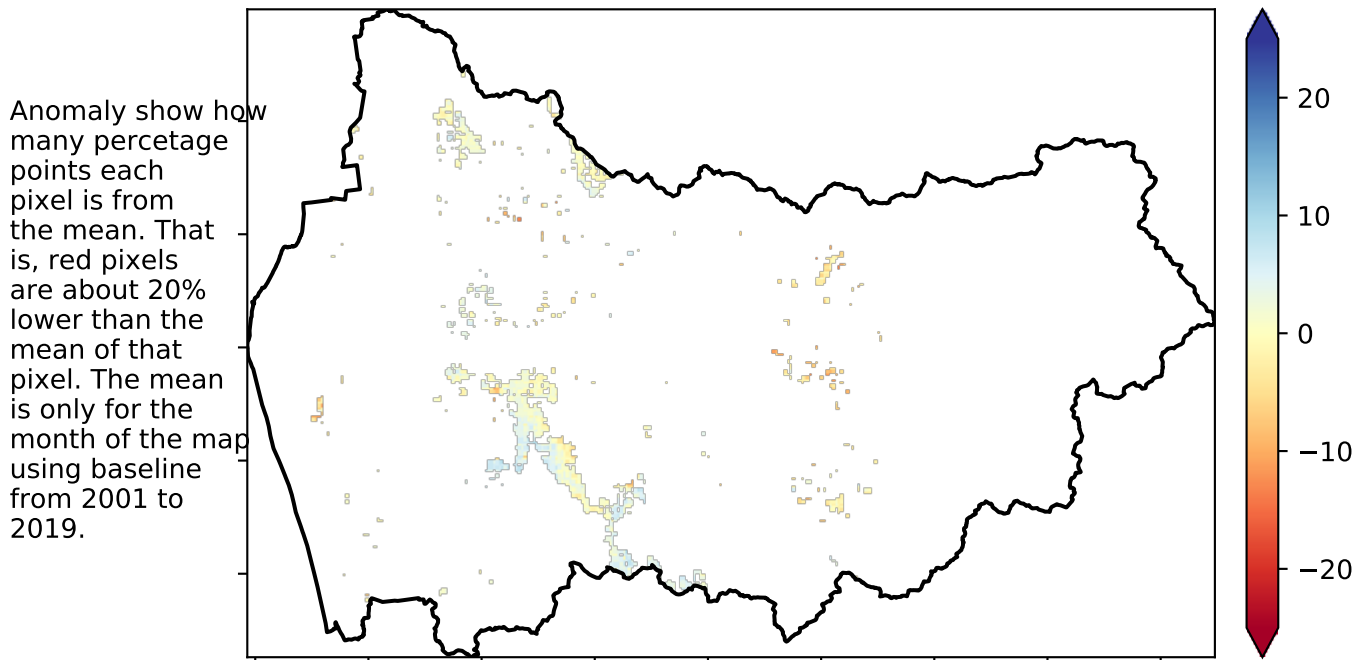 Anomaly show how
many percetage
points each
pixel is from
the mean. That
is, red pixels
are about 20%
lower than the
mean of that
pixel. The mean
is only for the
month of the map
using baseline
from 2001 to
2019.
20
10
0
−10
−20